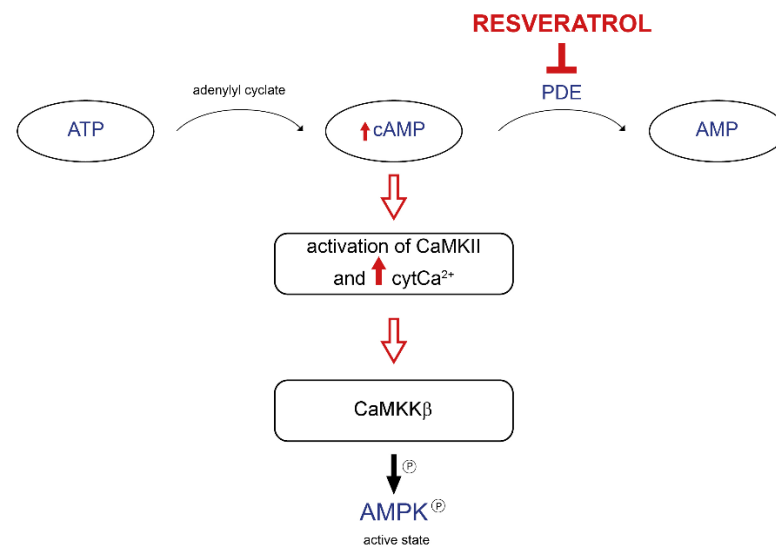 RESVERATROL
adenylyl cyclate
PDE
ATP
cAMP
AMP
activation of CaMKII
and cytCa²⁺
CaMKKβ
P
AMPK P
active state